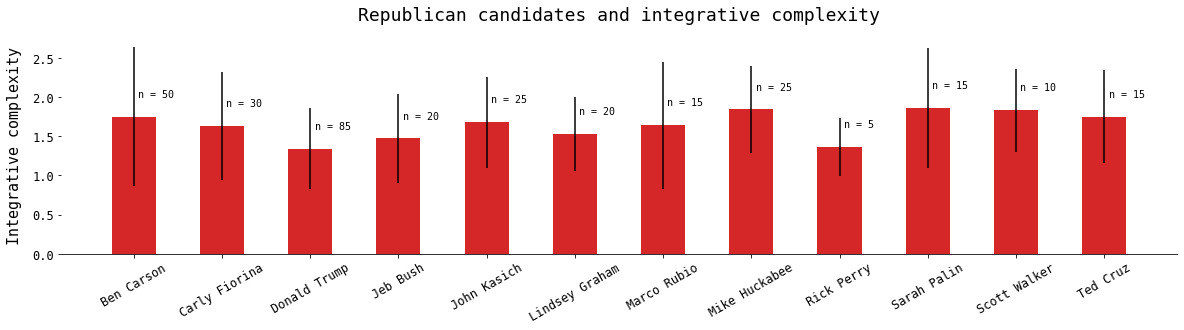 Republican candidates and integrative complexity
Integrative complexity
2.5
2.0
1.5
1.0
0.5
0.0
n = 50
n = 30
n = 85
n = 20
n = 25
n = 20
n = 15
n = 25
n = 5
n = 15
n = 10
n = 15
Ben Carson
Carly Fiorina
Donald Trump
Jeb Bush
John Kasich
Lindsey Graham
Marco Rubio
Mike Huckabee
Rick Perry
Sarah Palin
Scott Walker
Ted Cruz